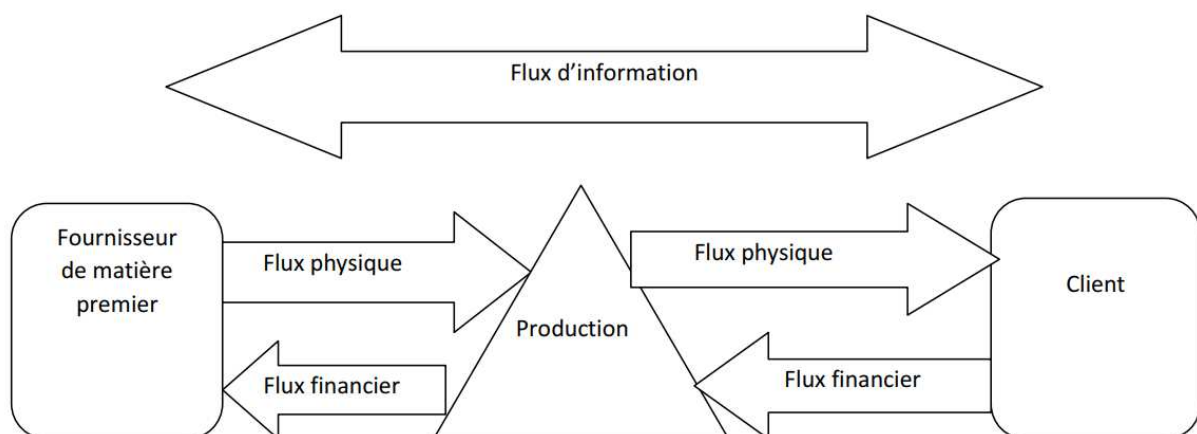 Flux d'information
Fournisseur
de matière
premier
Flux physique
Flux physique
Client
Production
Flux financier
Flux financier